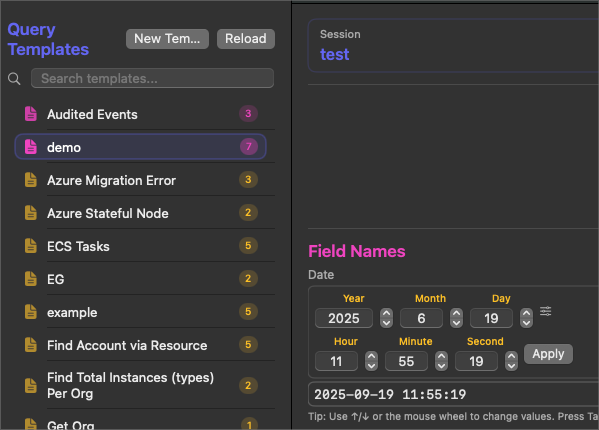 Query
Templates
New Tem...
Reload
Search templates...
Audited Events 3
demo 7
Azure Migration Error 3
Azure Stateful Node 2
ECS Tasks 5
EG 2
example 5
Find Account via Resource 5
Find Total Instances (types)
Per Org 2
Get Org 1
Session
test
Field Names
Date
Year Month Day
2025 6 19
Hour Minute Second
11 55 19 Apply
2025-09-19 11:55:19
Tip: Use ↑/↓ or the mouse wheel to change values. Press Ta